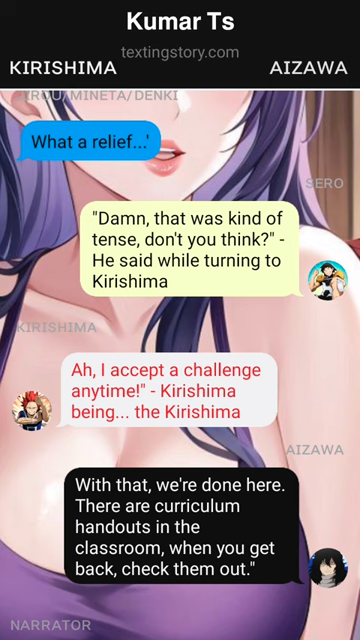 Kumar Ts
textingstory.com
KIRISHIMA
AIZAWA
IROU/MINETA/DENKI
What a relief...'
SERO
"Damn, that was kind of
tense, don't you think?" -
He said while turning to
Kirishima
KIRISHIMA
Ah, I accept a challenge
anytime!" - Kirishima
being... the Kirishima
AIZAWA
With that, we're done here.
There are curriculum
handouts in the
classroom, when you get
back, check them out."
NARRATOR